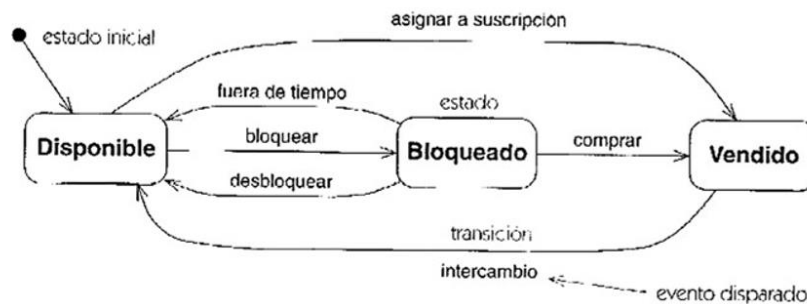 asignar a suscripción
estado inicial
fuera de tiempo
estado
Disponible
bloquear
Bloqueado
comprar
Vendido
desbloquear
transición
intercambio
evento disparado